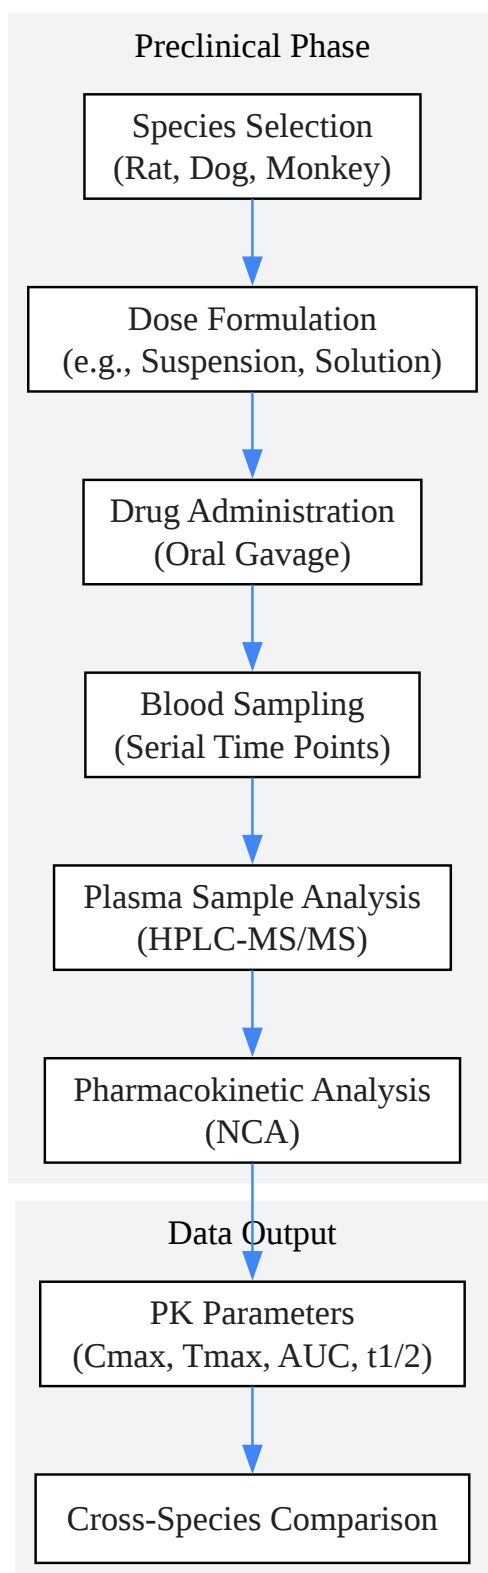 Preclinical Phase
Species Selection
(Rat, Dog, Monkey)
Dose Formulation
(e.g., Suspension, Solution)
Drug Administration
(Oral Gavage)
Blood Sampling
(Serial Time Points)
Plasma Sample Analysis
(HPLC-MS/MS)
Pharmacokinetic Analysis
(NCA)
Data Output
PK Parameters
(Cmax, Tmax, AUC, t1/2)
Cross-Species Comparison